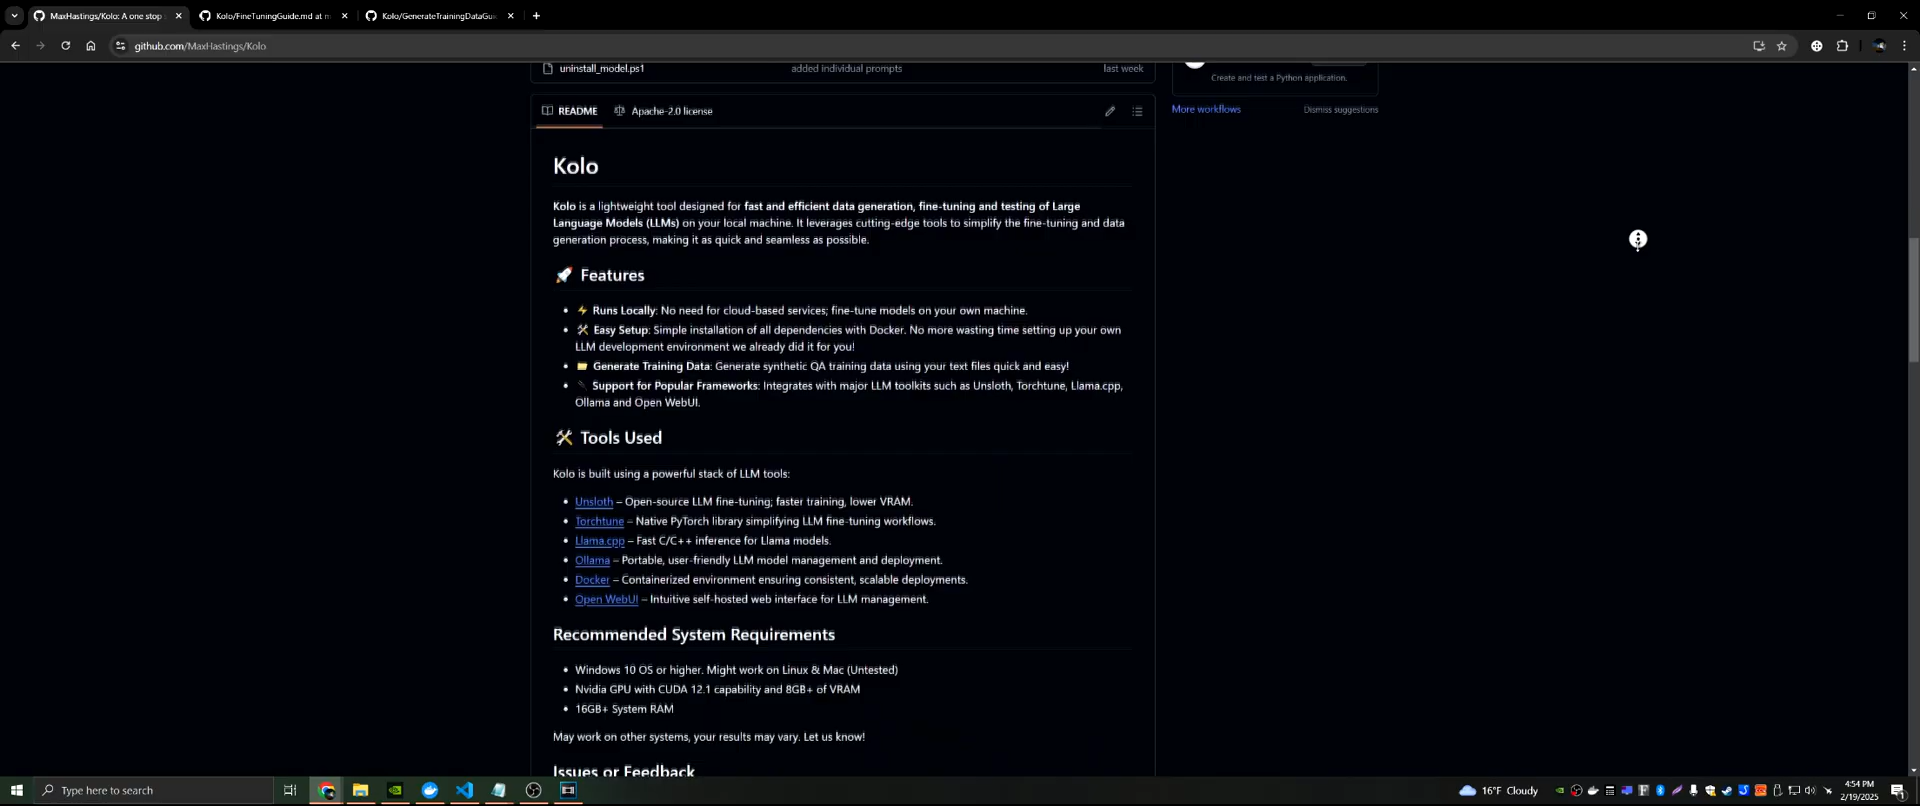 MaxHastings/Kolo: A one stop
Kolo/FineTuningGuide.md at m
Kolo/GenerateTrainingDataGui
github.com/MaxHastings/Kolo
uninstall_model.ps1
added individual prompts
last week
Create and test a Python application.
More workflows
Dismiss suggestions
README
Apache-2.0 license
Kolo
Kolo is a lightweight tool designed for fast and efficient data generation, fine-tuning and testing of Large
Language Models (LLMs) on your local machine. It leverages cutting-edge tools to simplify the fine-tuning and data
generation process, making it as quick and seamless as possible.
🚀 Features
• ⚡ Runs Locally: No need for cloud-based services; fine-tune models on your own machine.
• 🛠 Easy Setup: Simple installation of all dependencies with Docker. No more wasting time setting up your own
LLM development environment we already did it for you!
• 📁 Generate Training Data: Generate synthetic QA training data using your text files quick and easy!
• 🔌 Support for Popular Frameworks: Integrates with major LLM toolkits such as Unsloth, Torchtune, Llama.cpp,
Ollama and Open WebUI.
🛠 Tools Used
Kolo is built using a powerful stack of LLM tools:
• Unsloth – Open-source LLM fine-tuning; faster training, lower VRAM.
• Torchtune – Native PyTorch library simplifying LLM fine-tuning workflows.
• Llama.cpp – Fast C/C++ inference for Llama models.
• Ollama – Portable, user-friendly LLM model management and deployment.
• Docker – Containerized environment ensuring consistent, scalable deployments.
• Open WebUI – Intuitive self-hosted web interface for LLM management.
Recommended System Requirements
• Windows 10 OS or higher. Might work on Linux & Mac (Untested)
• Nvidia GPU with CUDA 12.1 capability and 8GB+ of VRAM
• 16GB+ System RAM
May work on other systems, your results may vary. Let us know!
Issues or Feedback
Type here to search
16°F Cloudy
4:54 PM
2/19/2025